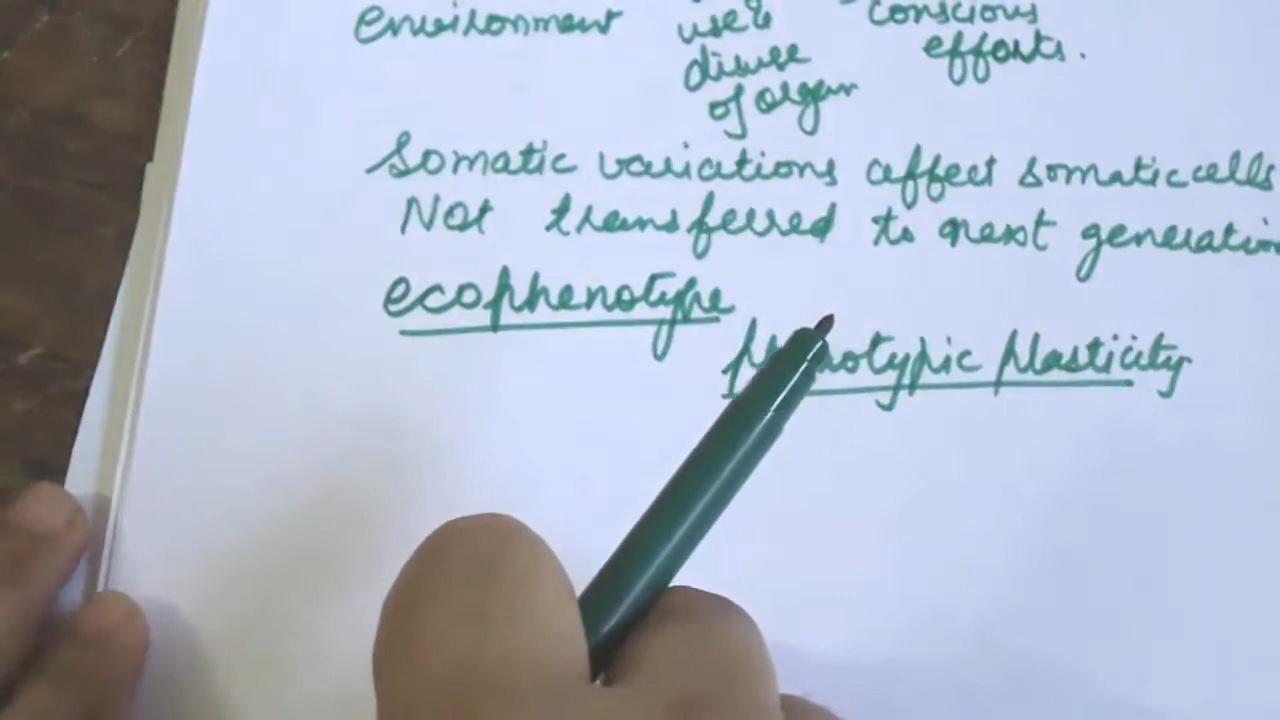 environment use & conscious
disuse efforts.
of organ
Somatic variations affect somatic cells
Not transferred to next generation
ecophenotype
phenotypic plasticity